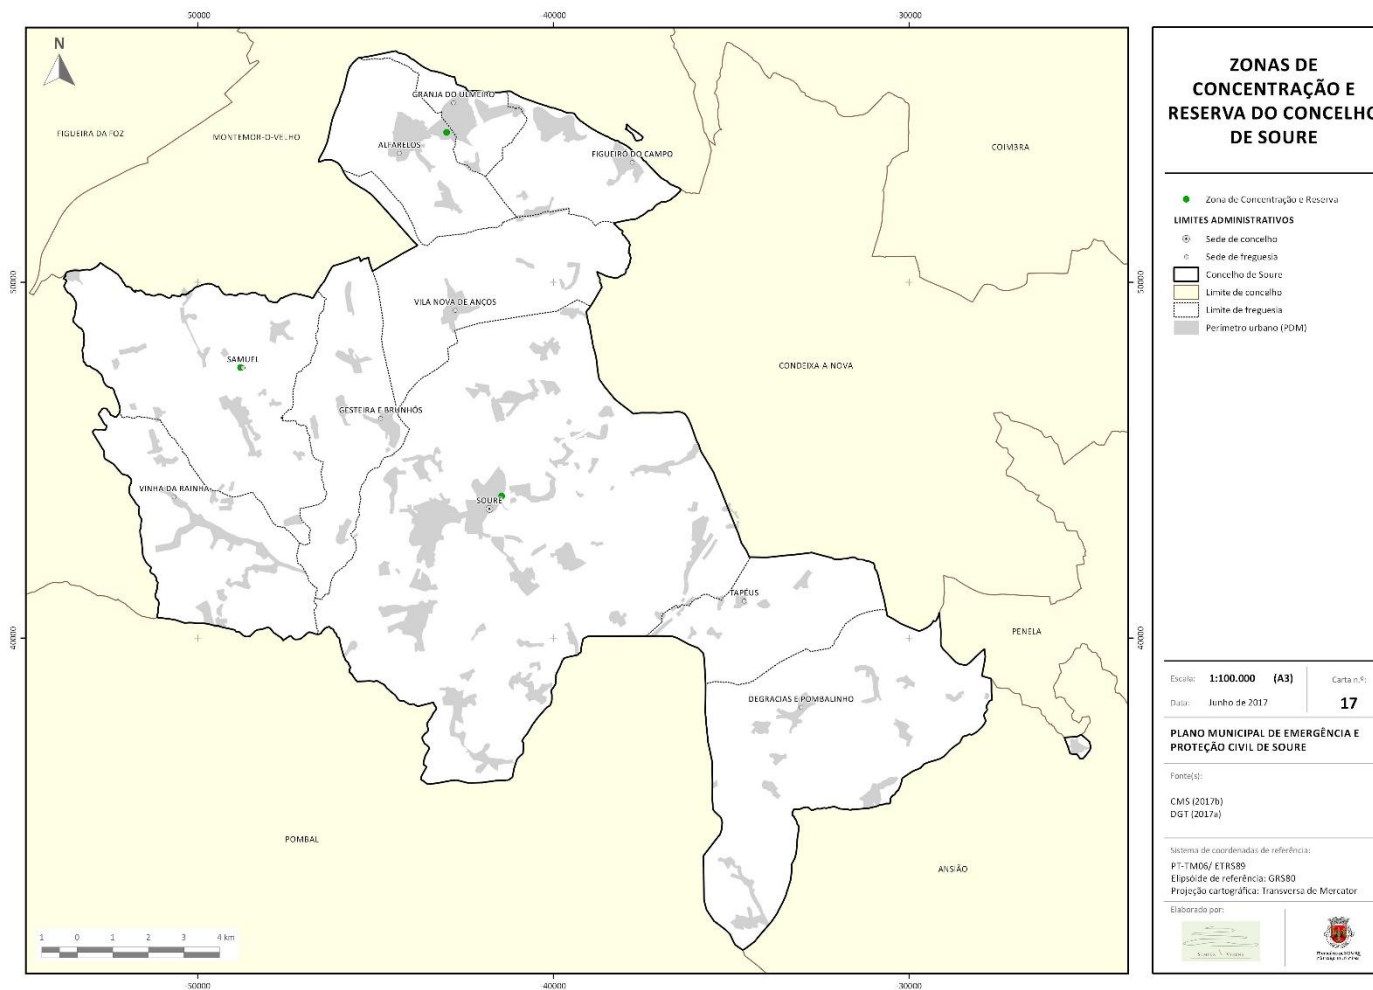 -50000
-40000
-30000
N
FIGUEIRA DA FOZ
MONTEMOR-O-VELHO
GRANJA DO ULMEIRO
ALFARELOS
FIGUEIRO DO CAMPO
COIMBRA
50000
50000
VILA NOVA DE ANÇOS
SAMUEL
CONDEIXA A NOVA
GESTEIRA E BRUNHÓS
VINHA DA RAINHA
SOURE
TAPÉUS
40000
40000
PENELA
DEGRACIAS E POMBALINHO
POMBAL
ANSIÃO
1 0 1 2 3 4 km
-50000
-40000
-30000
ZONAS DE
CONCENTRAÇÃO E
RESERVA DO CONCELHO
DE SOURE
Zona de Concentração e Reserva
LIMITES ADMINISTRATIVOS
Sede de concelho
Sede de freguesia
Concelho de Soure
Limite de concelho
Limite de freguesia
Perímetro urbano (PDM)
Escala: 1:100.000 (A3)
Carta n.º:
Data: Junho de 2017
17
PLANO MUNICIPAL DE EMERGÊNCIA E
PROTEÇÃO CIVIL DE SOURE
Fonte(s):
CMS (2017b)
DGT (2017a)
Sistema de coordenadas de referência:
PT-TM06/ ETRS89
Elipsóide de referência: GRS80
Projeção cartográfica: Transversa de Mercator
Elaborado por: